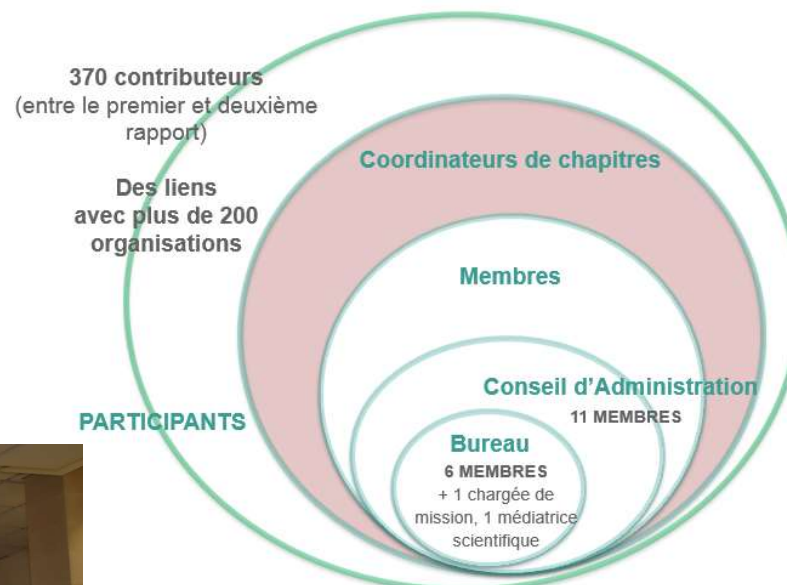 370 contributeurs
(entre le premier et deuxième
rapport)
Des liens
avec plus de 200
organisations
PARTICIPANTS
Coordinateurs de chapitres
Membres
Conseil d'Administration
11 MEMBRES
Bureau
6 MEMBRES
+ 1 chargée de
mission, 1 médiatrice
scientifique